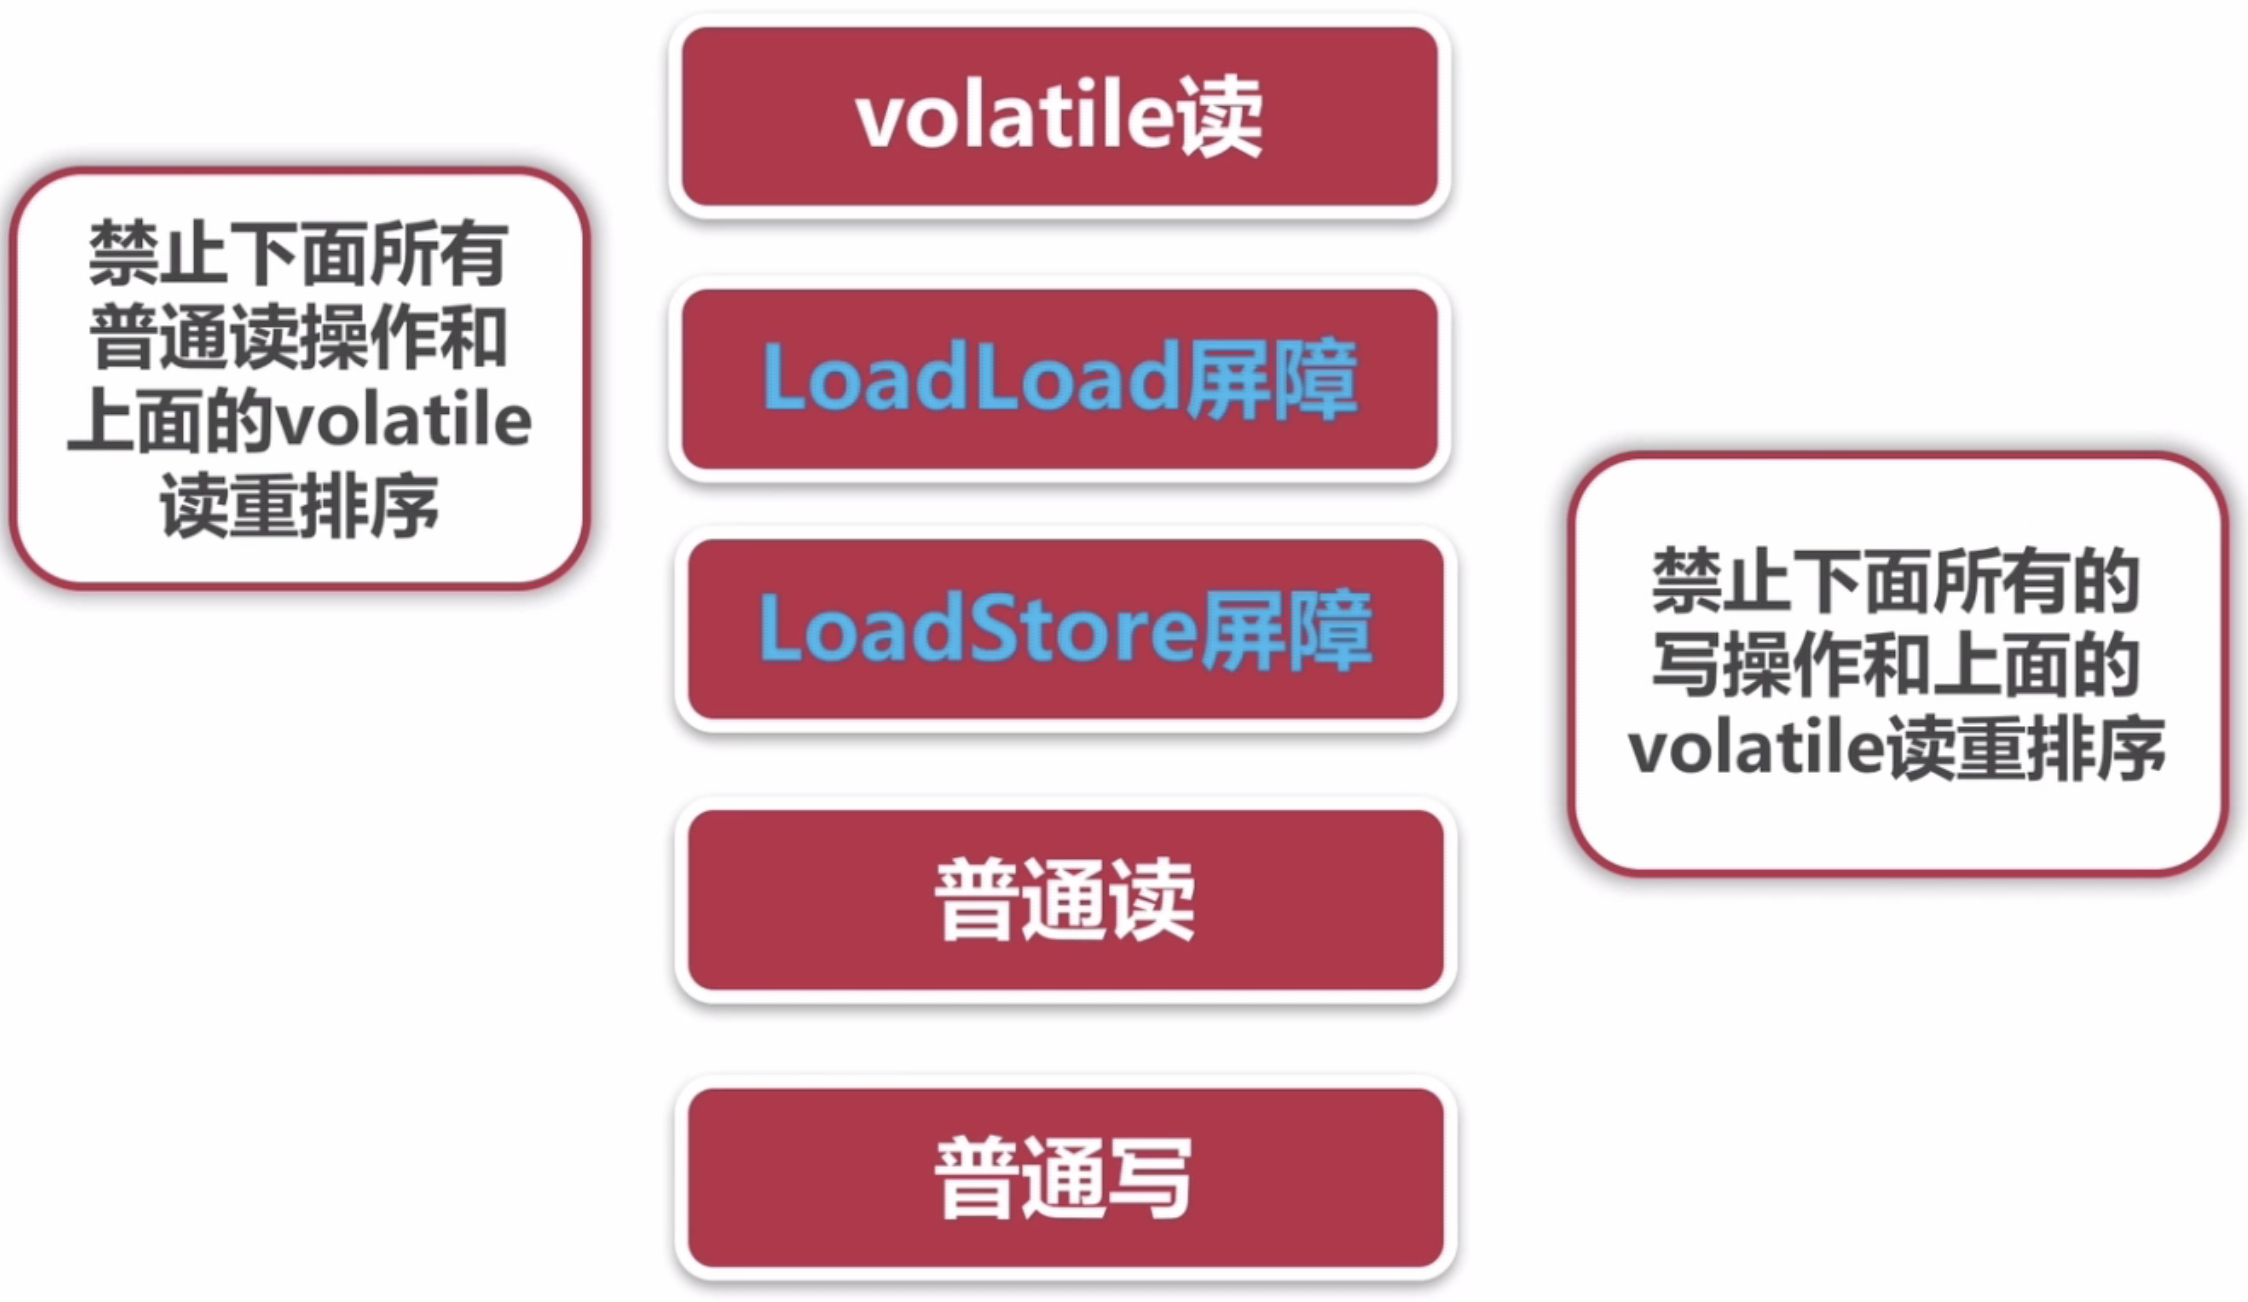 volatile读
禁止下面所有
普通读操作和
上面的volatile
读重排序
LoadLoad屏障
LoadStore屏障
禁止下面所有的
写操作和上面的
volatile读重排序
普通读
普通写